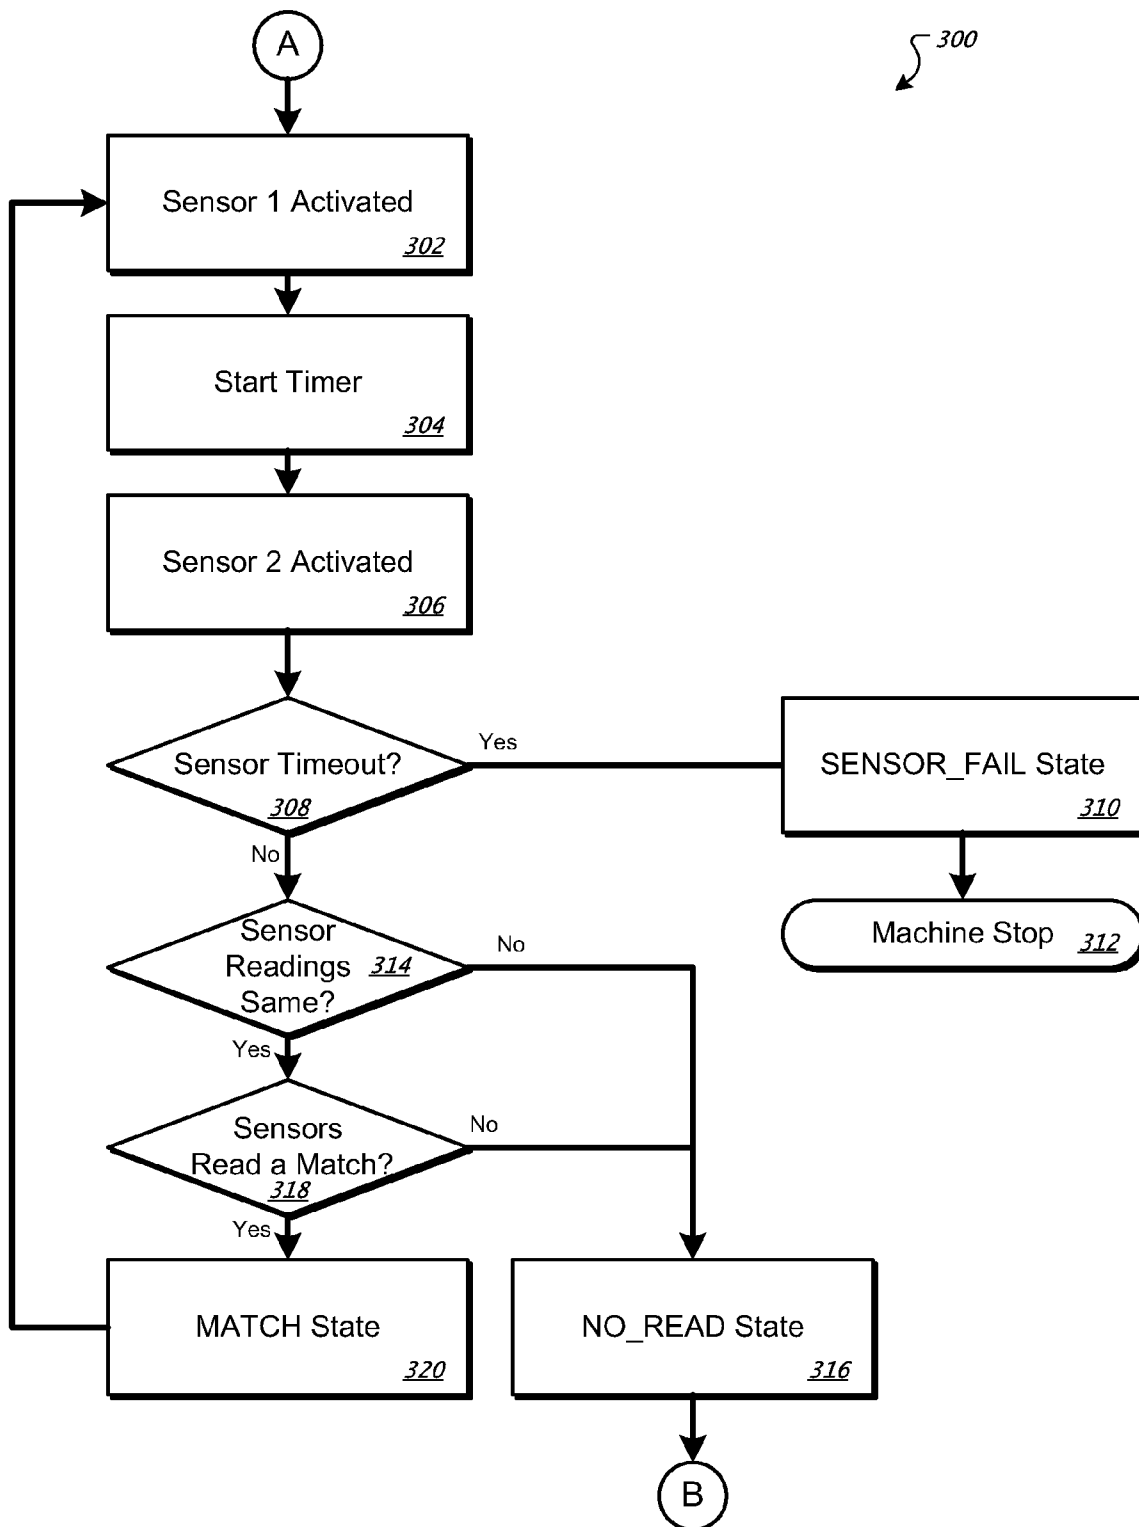 A
300
Sensor 1 Activated
302
Start Timer
304
Sensor 2 Activated
306
Sensor Timeout?
308
Yes
No
SENSOR_FAIL State
310
Machine Stop
312
Sensor
Readings
Same?
314
No
Yes
Sensors
Read a Match?
318
No
Yes
MATCH State
320
NO_READ State
316
B